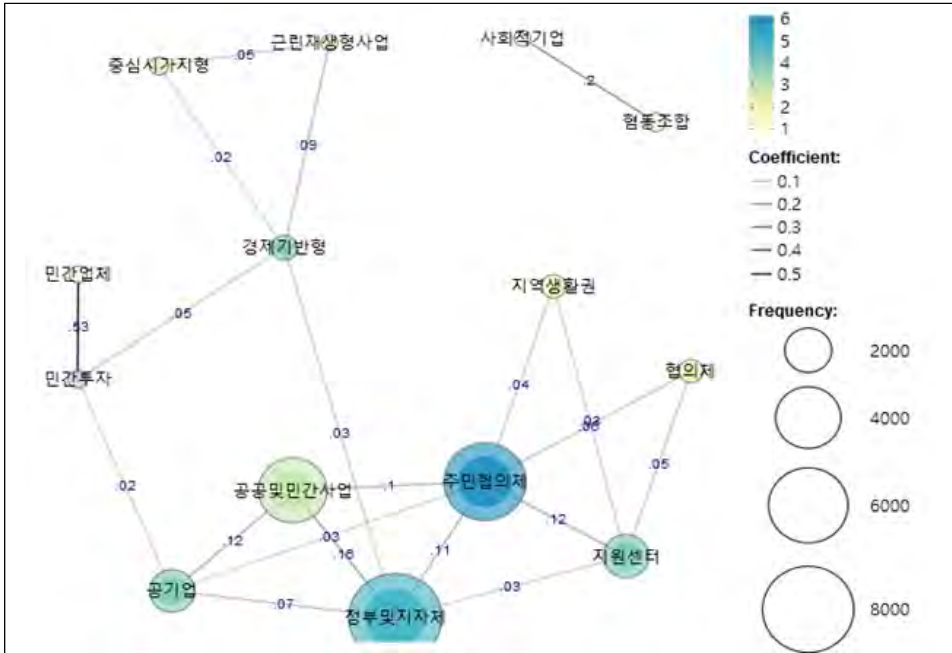 6
사회적기업
근린재생형사업
5
.05
중심시가지형
4
3
.2
2
협동조합
1
.09
.02
Coefficient:
0.1
0.2
0.3
경제기반형
0.4
민간업체
0.5
지역생활권
Frequency:
.05
.53
2000
협의체
민간투자
.04
4000
.03
.05
주민협의체
.02
공공및민간사업
.1
6000
.12
.12
.03
.11
.16
지원센터
공기업
.03
.07
8000
정부및지자체